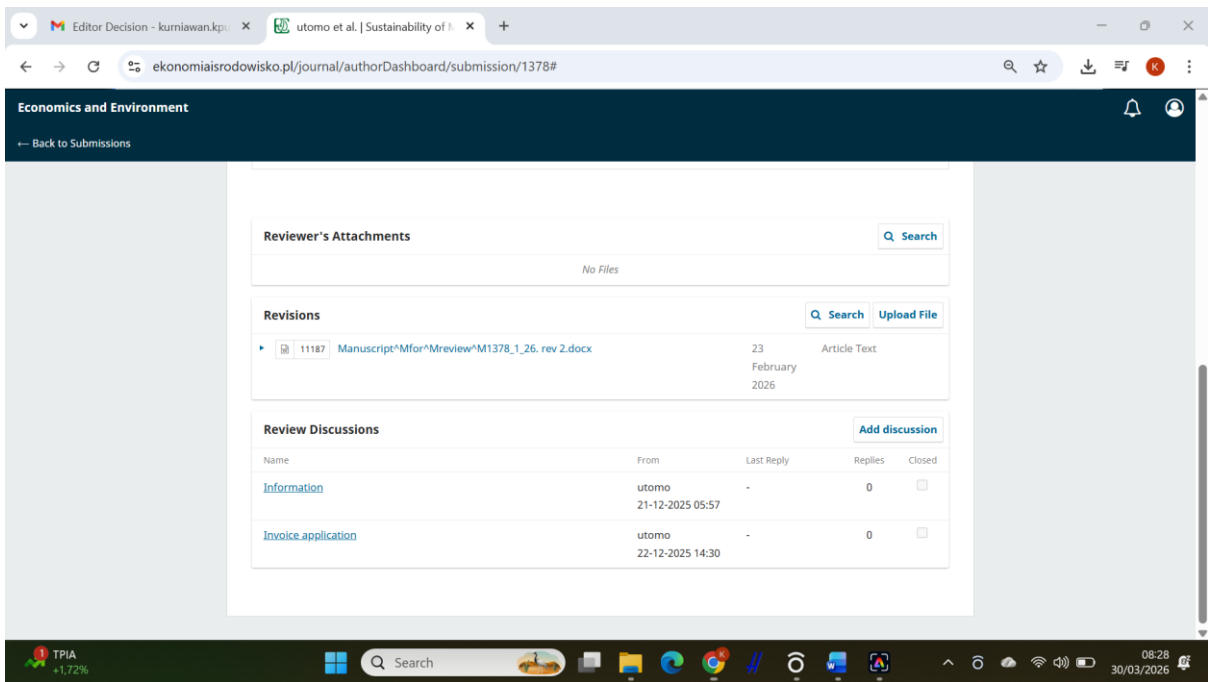 Editor Decision - kurniawan.kpu
utomo et al. | Sustainability of M
ekonomiaisrodowisko.pl/journal/authorDashboard/submission/1378#
K
Economics and Environment
← Back to Submissions
Reviewer's Attachments
Search
No Files
Revisions
Search
Upload File
11187 Manuscript^Mfor^Mreview^M1378_1_26. rev 2.docx
23
February
2026
Article Text
Review Discussions
Add discussion
Name From Last Reply Replies Closed
Information
utomo
21-12-2025 05:57
-
0
Invoice application
utomo
22-12-2025 14:30
-
0
1
TPIA
+1,72%
Search
08:28
30/03/2026